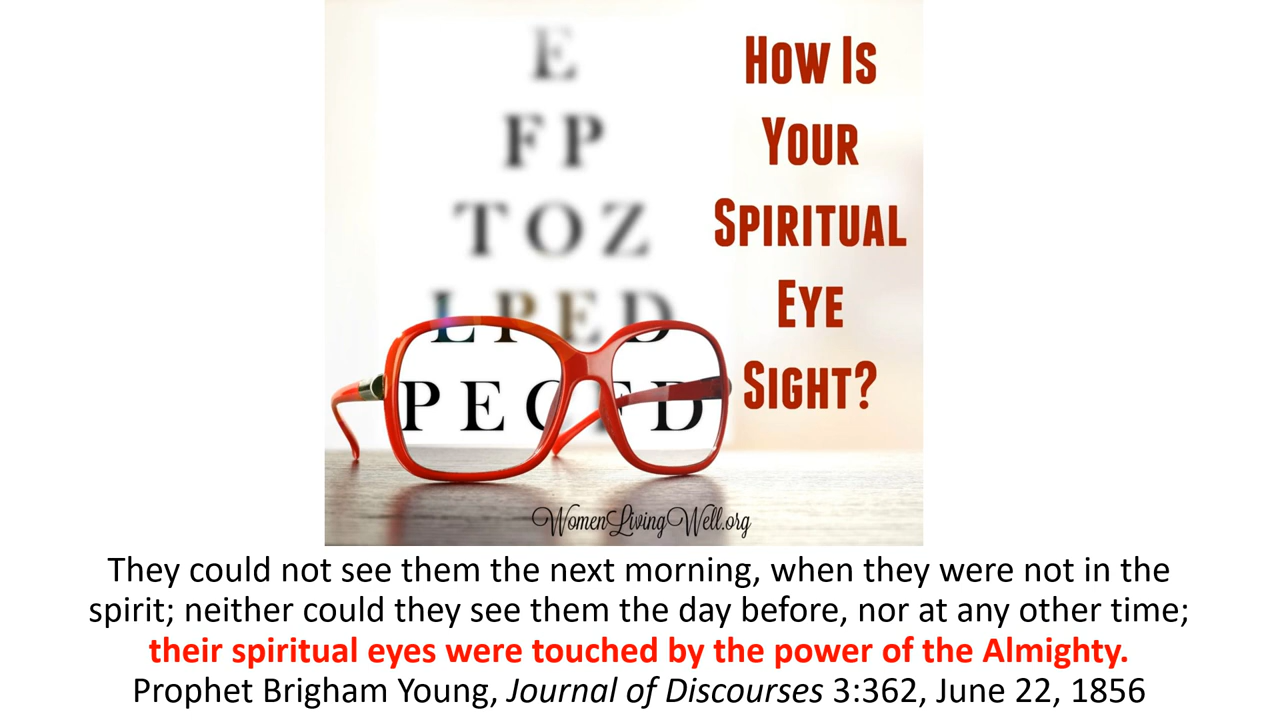 E
F P
T O Z
L P E D
P E C F D
How Is
Your
Spiritual
Eye
Sight?
WomenLivingWell.org
They could not see them the next morning, when they were not in the
spirit; neither could they see them the day before, nor at any other time;
their spiritual eyes were touched by the power of the Almighty.
Prophet Brigham Young, Journal of Discourses 3:362, June 22, 1856